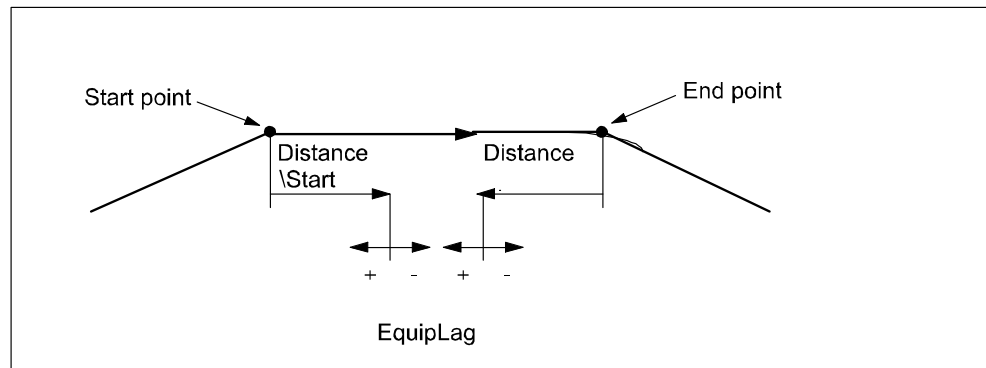 Start point
End point
Distance
\Start
Distance
+ - + -
EquipLag